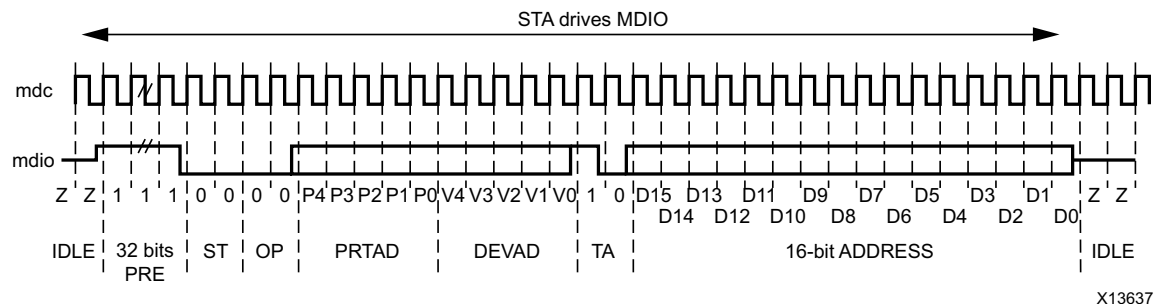 STA drives MDIO
mdc
mdio
Z Z 1 1 1 0 0 0 0 P4 P3 P2 P1 P0 V4 V3 V2 V1 V0 1 0 D15 D13 D11 D9 D7 D5 D3 D1 Z Z
D14 D12 D10 D8 D6 D4 D2 D0
IDLE 32 bits ST OP PRTAD DEVAD TA 16-bit ADDRESS IDLE
PRE
X13637